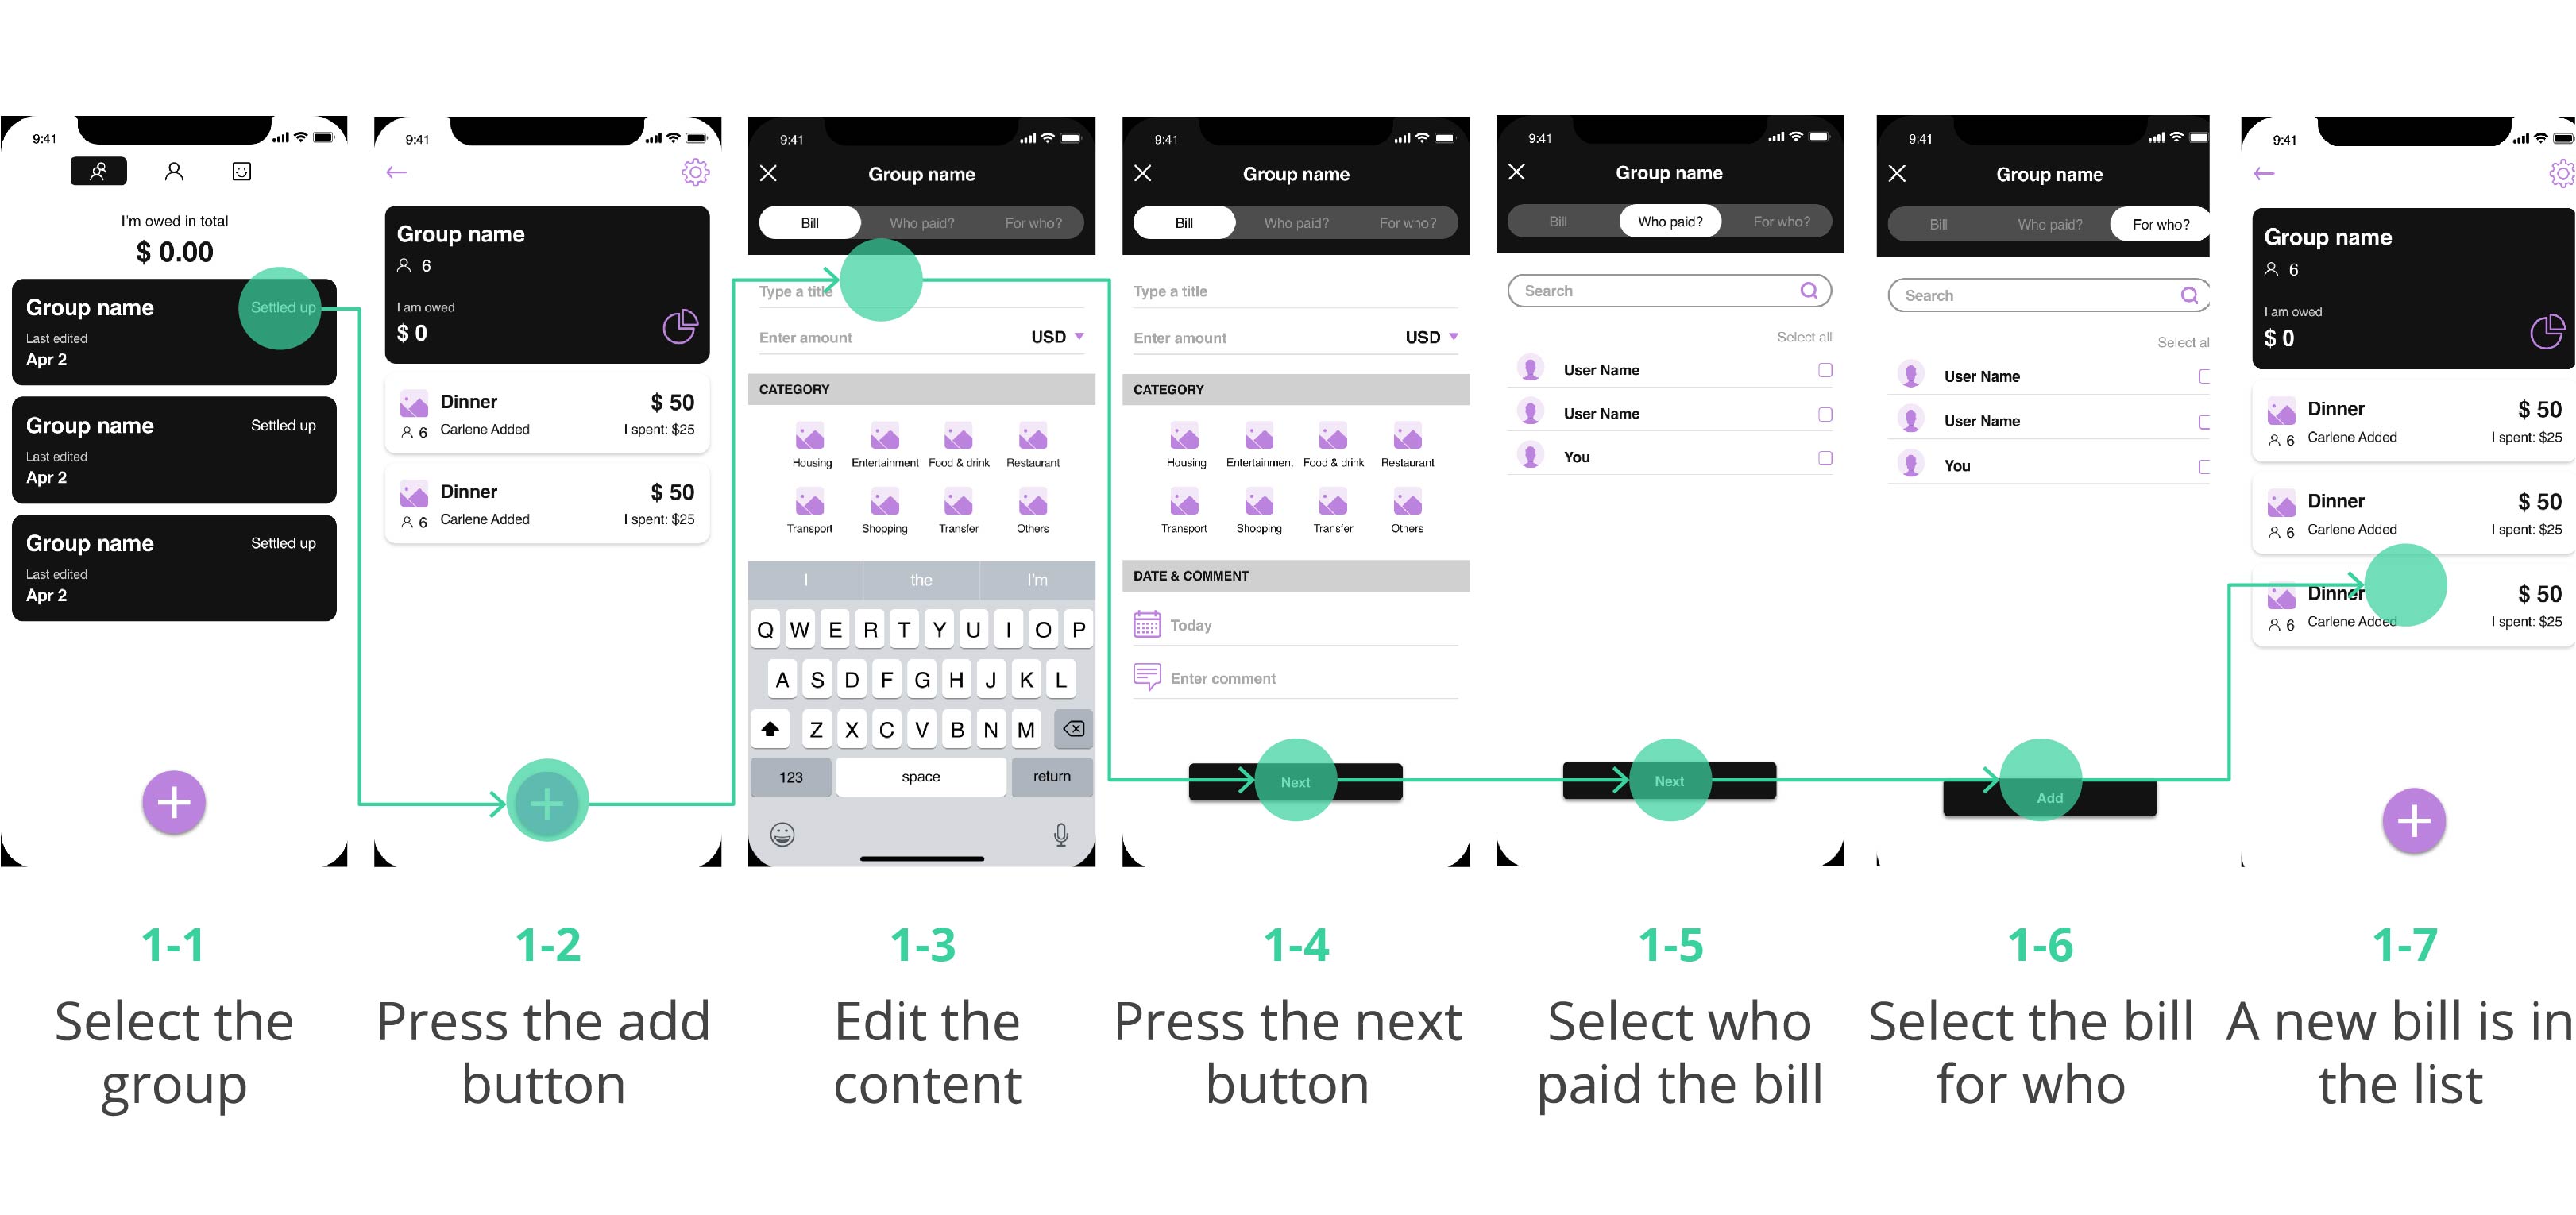 9:41
I'm owed in total
$ 0.00
Group name
Settled up
Last edited
Apr 2
Group name
Settled up
Last edited
Apr 2
Group name
Settled up
Last edited
Apr 2
1-1
Select the
group
9:41
Group name
6
I am owed
$ 0
Dinner
$ 50
6
Carlene Added
I spent: $25
Dinner
$ 50
6
Carlene Added
I spent: $25
1-2
Press the add
button
9:41
Group name
Bill
Who paid?
For who?
Type a title
Enter amount
USD
CATEGORY
Housing
Entertainment
Food & drink
Restaurant
Transport
Shopping
Transfer
Others
I
the
I'm
Q W E R T Y U I O P
A S D F G H J K L
Z X C V B N M
123
space
return
1-3
Edit the
content
9:41
Group name
Bill
Who paid?
For who?
Type a title
Enter amount
USD
CATEGORY
Housing
Entertainment
Food & drink
Restaurant
Transport
Shopping
Transfer
Others
DATE & COMMENT
Today
Enter comment
Next
1-4
Press the next
button
9:41
Group name
Bill
Who paid?
For who?
Search
Select all
User Name
User Name
You
Next
1-5
Select who
paid the bill
9:41
Group name
Bill
Who paid?
For who?
Search
Select al
User Name
User Name
You
Add
1-6
Select the bill
for who
9:41
Group name
6
I am owed
$ 0
Dinner
$ 50
6
Carlene Added
I spent: $25
Dinner
$ 50
6
Carlene Added
I spent: $25
Dinner
$ 50
6
Carlene Added
I spent: $25
1-7
A new bill is in
the list